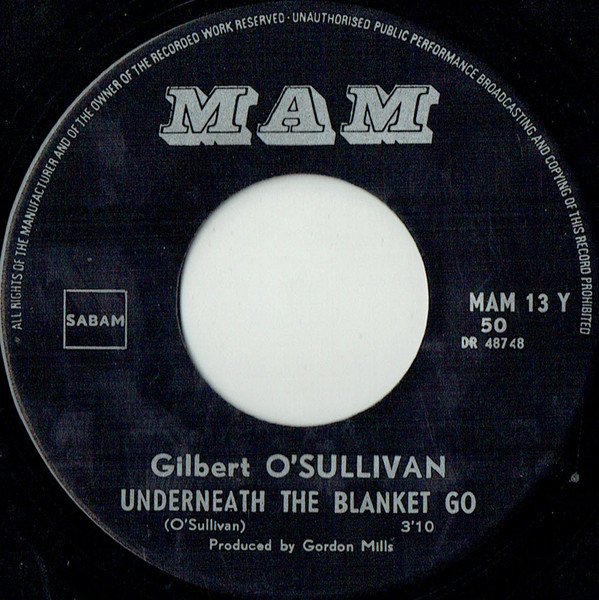 ALL RIGHTS OF THE MANUFACTURER AND OF THE OWNER OF THE RECORDED WORK RESERVED · UNAUTHORISED PUBLIC PERFORMANCE BROADCASTING AND COPYING OF THIS RECORD PROHIBITED
MAM
SABAM
MAM 13 Y
50
DR 48748
Gilbert O'SULLIVAN
UNDERNEATH THE BLANKET GO
(O'Sullivan) 3'10
Produced by Gordon Mills